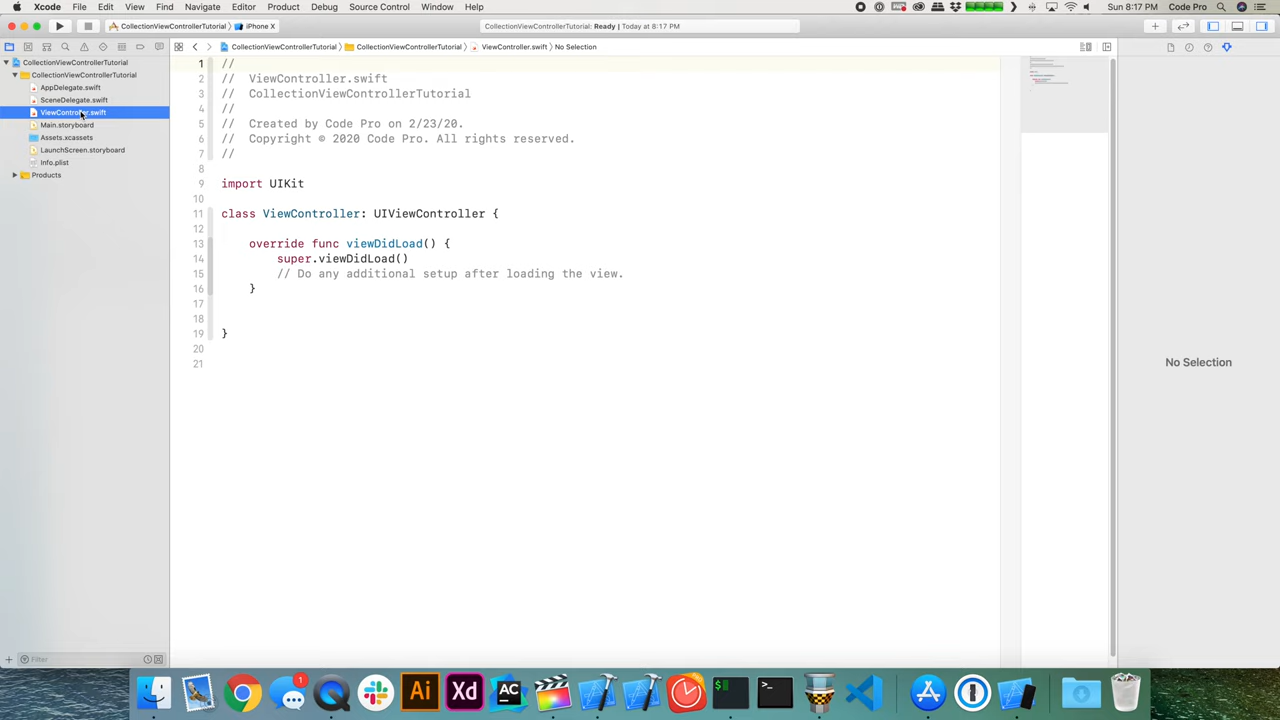 Xcode File Edit View Find Navigate Editor Product Debug Source Control Window Help Sun 8:17 PM Code Pro
CollectionViewControllerTutorial iPhone X CollectionViewControllerTutorial: Ready | Today at 8:17 PM
CollectionViewControllerTutorial CollectionViewControllerTutorial ViewController.swift No Selection
CollectionViewControllerTutorial
CollectionViewControllerTutorial
AppDelegate.swift
SceneDelegate.swift
ViewController.swift
Main.storyboard
Assets.xcassets
LaunchScreen.storyboard
Info.plist
Products
Filter
1 //
2 // ViewController.swift
3 // CollectionViewControllerTutorial
4 //
5 // Created by Code Pro on 2/23/20.
6 // Copyright © 2020 Code Pro. All rights reserved.
7 //
8
9 import UIKit
10
11 class ViewController: UIViewController {
12
13 override func viewDidLoad() {
14 super.viewDidLoad()
15 // Do any additional setup after loading the view.
16 }
17
18
19 }
20
21
No Selection
1
Ai
Xd
AC